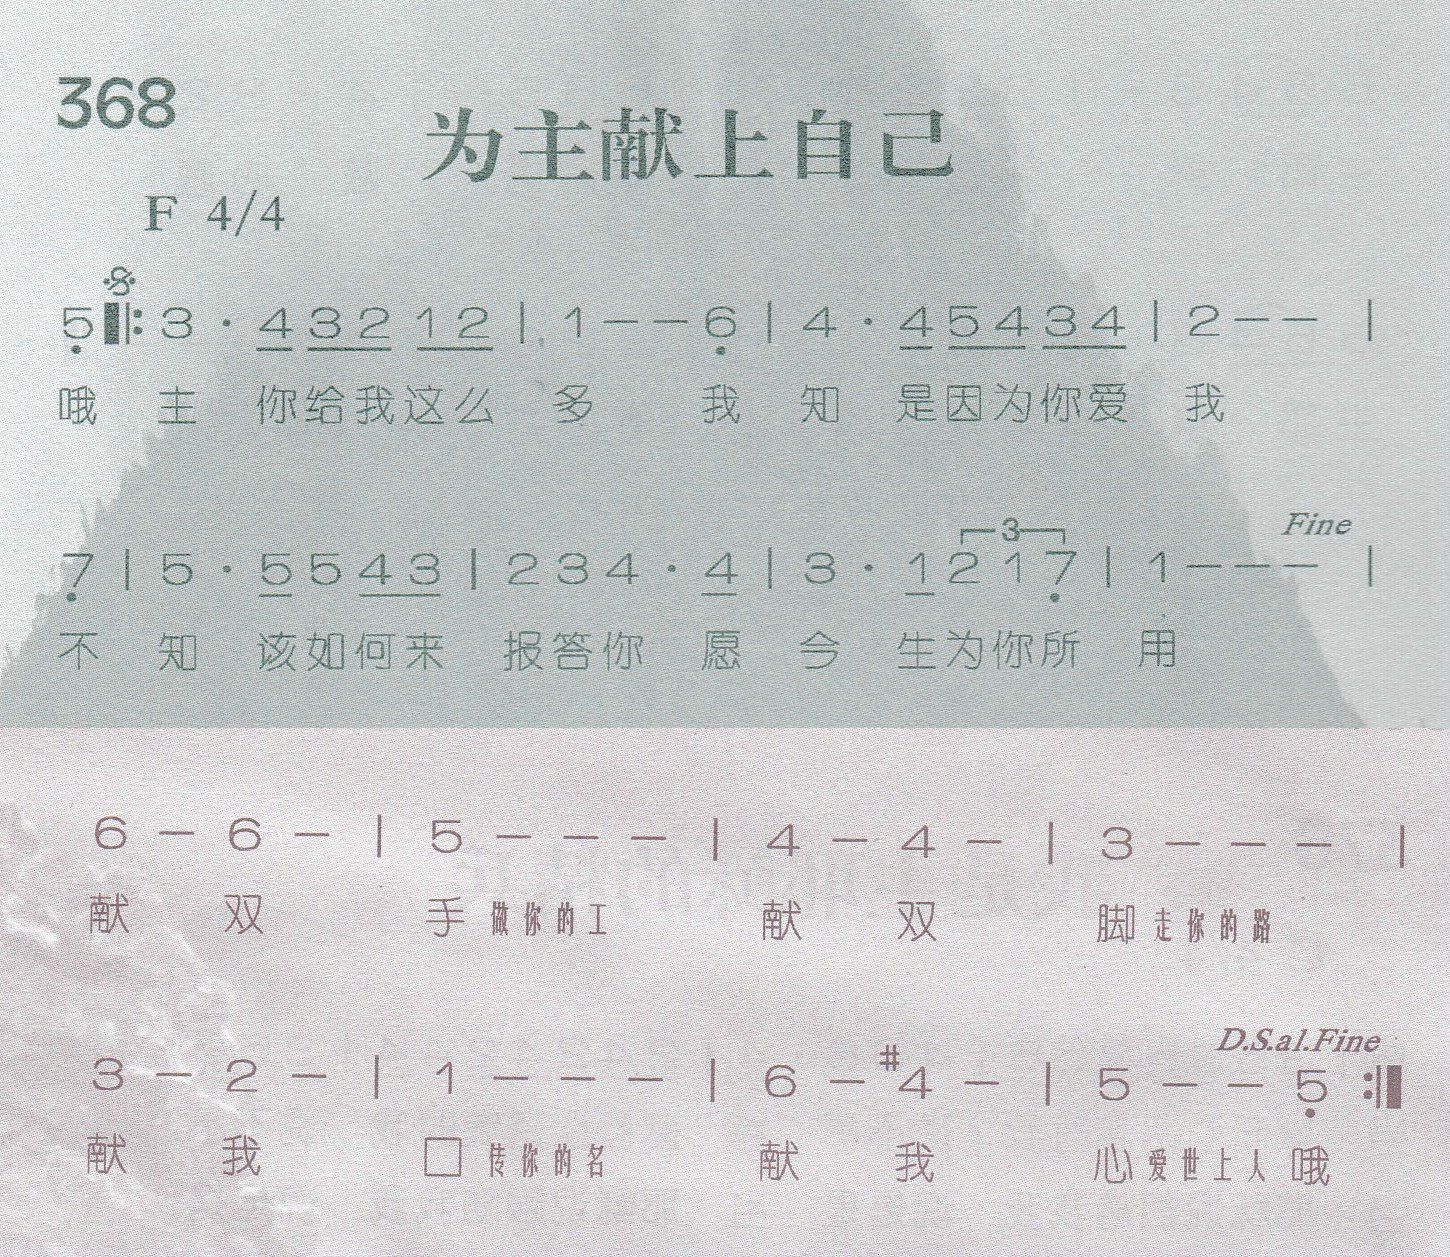 368
为主献上自己
F 4/4
5 ‖: 3 · 4 3 2 1 2 | 1 - - 6 | 4 · 4 5 4 3 4 | 2 - - |
哦 主 你给我这么 多 我 知 是因为你爱 我
Fine
3
7 | 5 · 5 5 4 3 | 2 3 4 · 4 | 3 · 1 2 1 7 | 1 - - - |
不 知 该如何来 报答你 愿 今 生为你所 用
6 - 6 - | 5 - - - | 4 - 4 - | 3 - - - |
献 双 手 做你的工 献 双 脚 走你的路
D.S.al.Fine
3 - 2 - | 1 - - - | 6 - #4 - | 5 - - 5 :‖
献 我 口 传你的名 献 我 心 爱世上人 哦